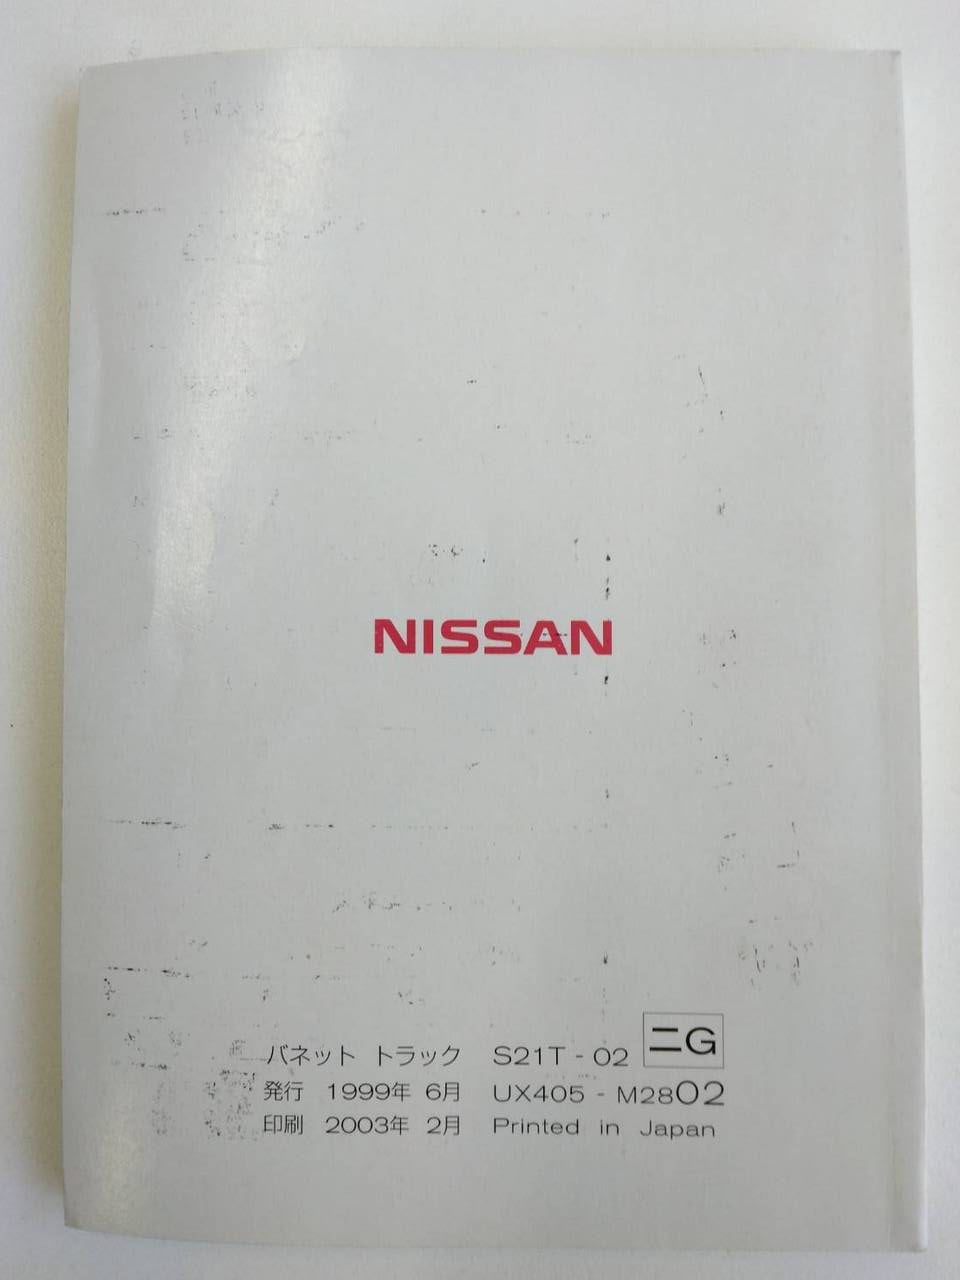 NISSAN
バネット トラック S21T - 02 ニG
発行 1999年 6月 UX405 - M2802
印刷 2003年 2月 Printed in Japan